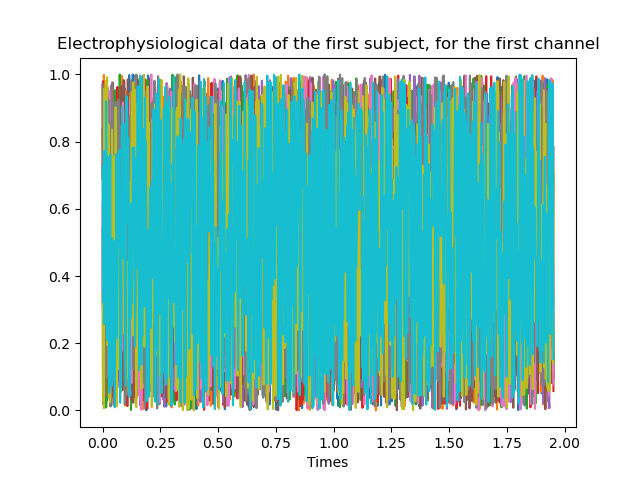 Electrophysiological data of the first subject, for the first channel
1.0
0.8
0.6
0.4
0.2
0.0
0.00 0.25 0.50 0.75 1.00 1.25 1.50 1.75 2.00
Times